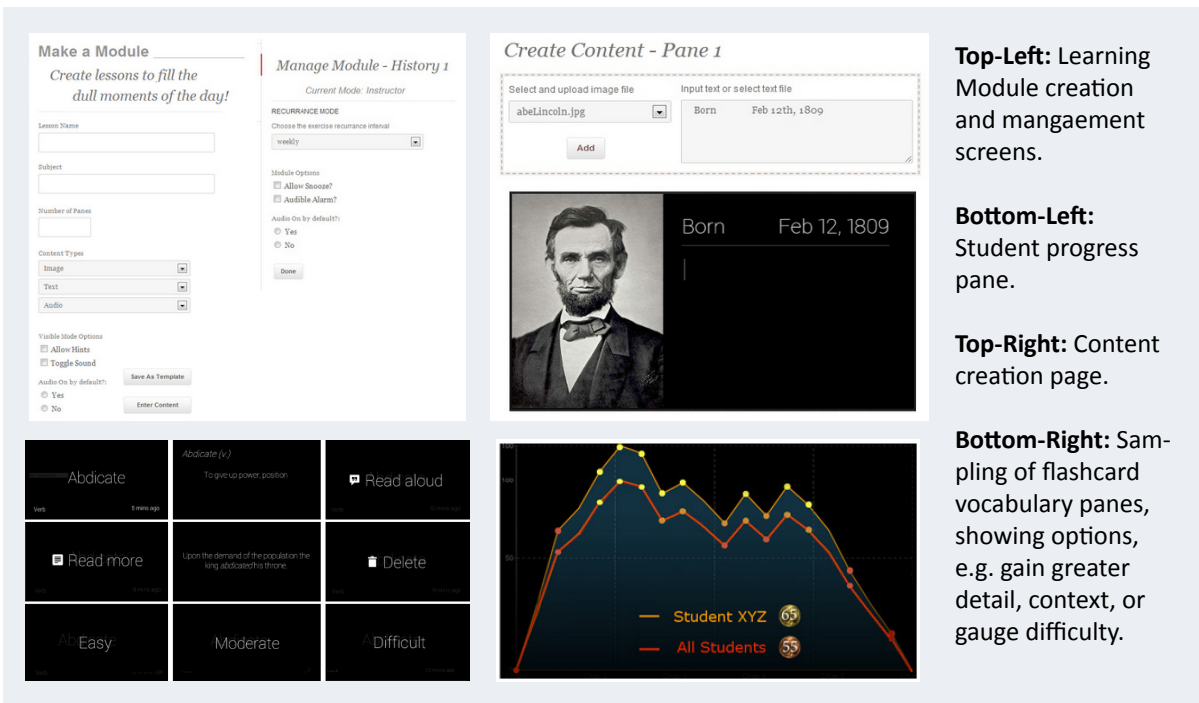 Make a Module
Create lessons to fill the
dull moments of the day!
Lesson Name
Subject
Number of Panes
Content Types
Image
Text
Audio
Visible Mode Options
Allow Hints
Toggle Sound
Audio On by default?:
Yes
No
Save As Template
Enter Content
Manage Module - History 1
Current Mode: Instructor
RECURRANCE MODE
Choose the exercise recurrance interval
weekly
Module Options
Allow Snooze?
Audible Alarm?
Audio On by default?:
Yes
No
Done
Create Content - Pane 1
Select and upload image file
abeLincoln.jpg
Add
Input text or select text file
Born Feb 12th, 1809
Born Feb 12, 1809
Top-Left: Learning
Module creation
and mangaement
screens.
Bottom-Left:
Student progress
pane.
Top-Right: Content
creation page.
Bottom-Right: Sam-
pling of flashcard
vocabulary panes,
showing options,
e.g. gain greater
detail, context, or
gauge difficulty.
Abdicate
Verb 5 mins ago
Abdicate (v.)
To give up power, position
Read aloud
Read more
Upon the demand of the population the
king abdicated his throne.
Delete
Easy
Moderate
Difficult
100
100
50
Student XYZ 65
All Students 55